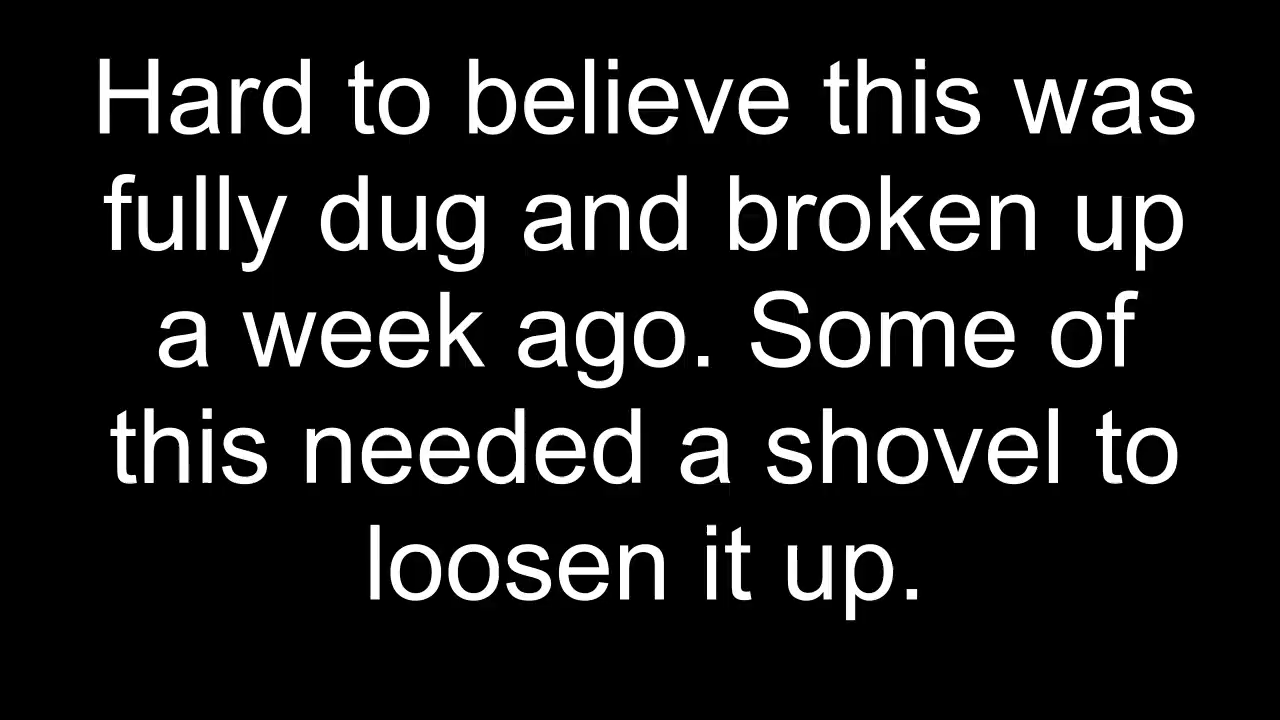 Hard to believe this was
fully dug and broken up
a week ago. Some of
this needed a shovel to
loosen it up.